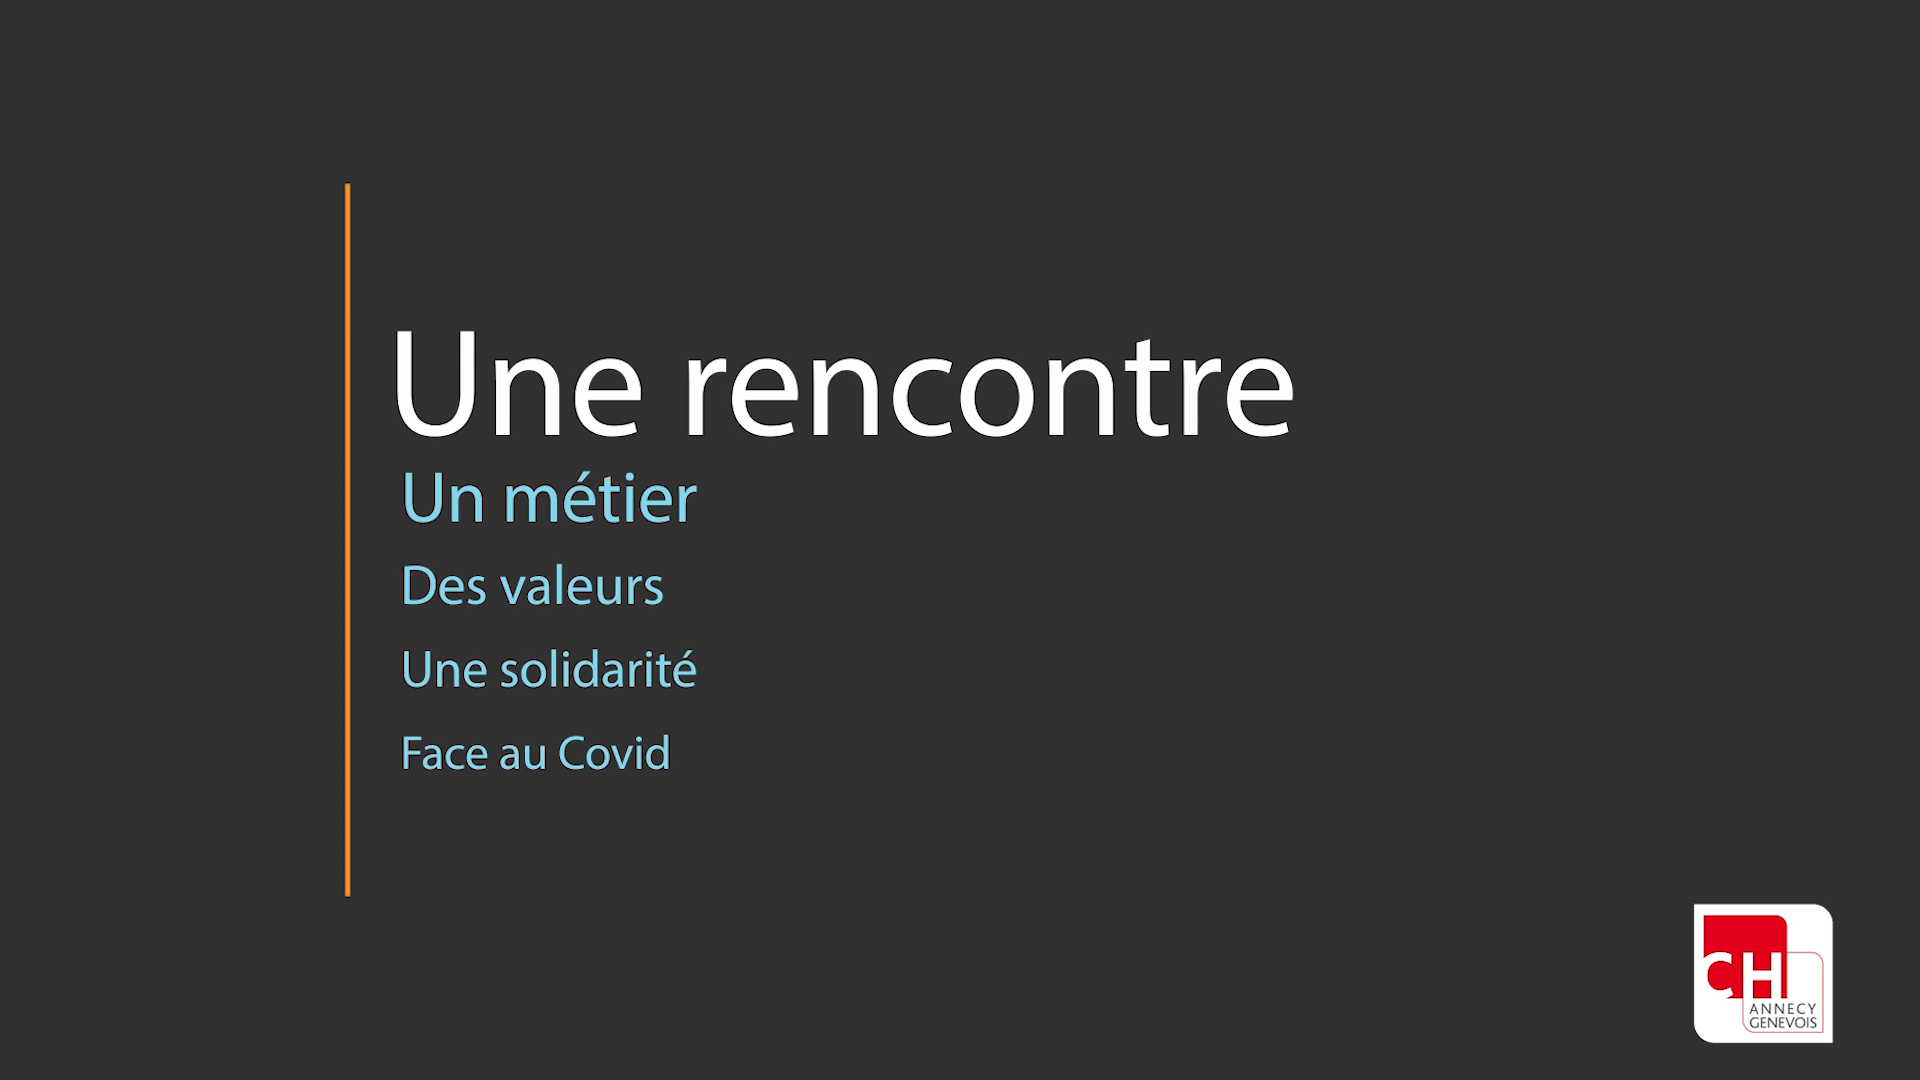 Une rencontre
Un métier
Des valeurs
Une solidarité
Face au Covid
CH
ANNECY
GENEVOIS